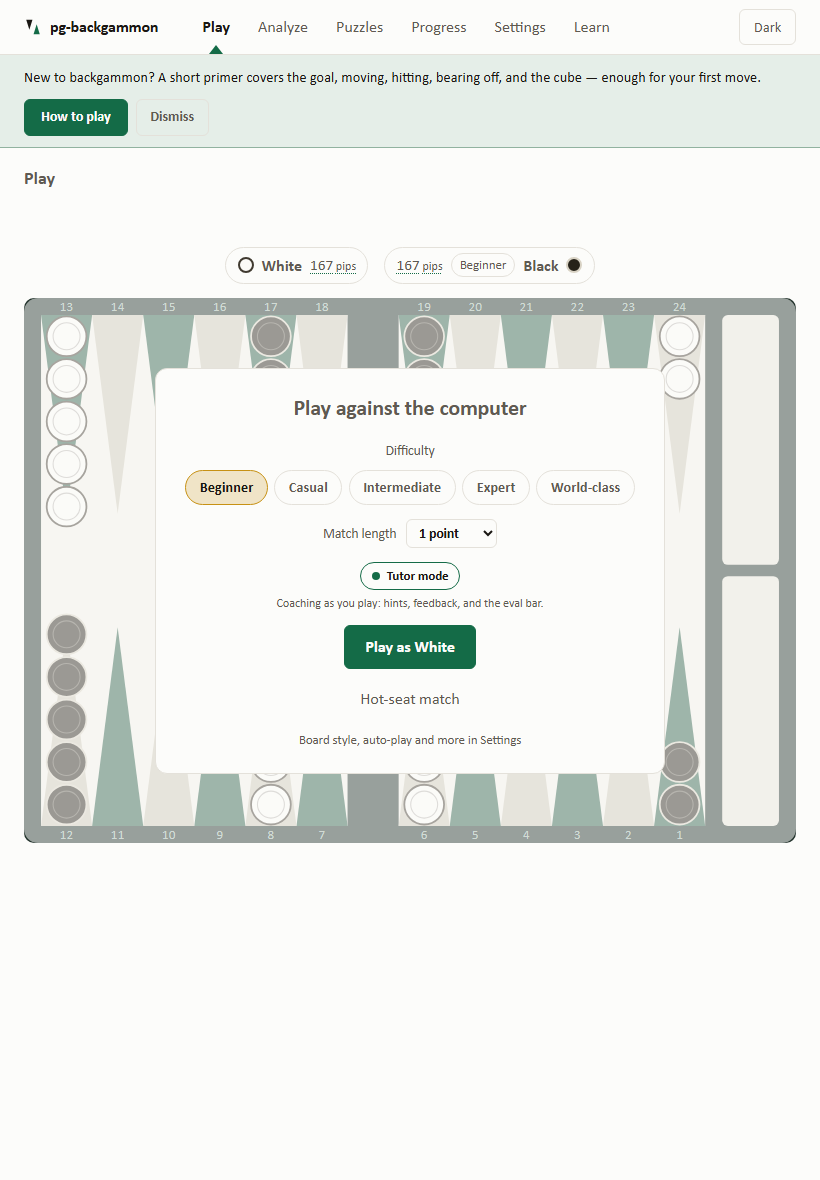 pg-backgammon Play Analyze Puzzles Progress Settings Learn Dark
New to backgammon? A short primer covers the goal, moving, hitting, bearing off, and the cube — enough for your first move.
How to play Dismiss
Play
White 167 pips 167 pips Beginner Black
13 14 15 16 17 18 19 20 21 22 23 24
Play against the computer
Difficulty
Beginner Casual Intermediate Expert World-class
Match length 1 point
Tutor mode
Coaching as you play: hints, feedback, and the eval bar.
Play as White
Hot-seat match
Board style, auto-play and more in Settings
12 11 10 9 8 7 6 5 4 3 2 1